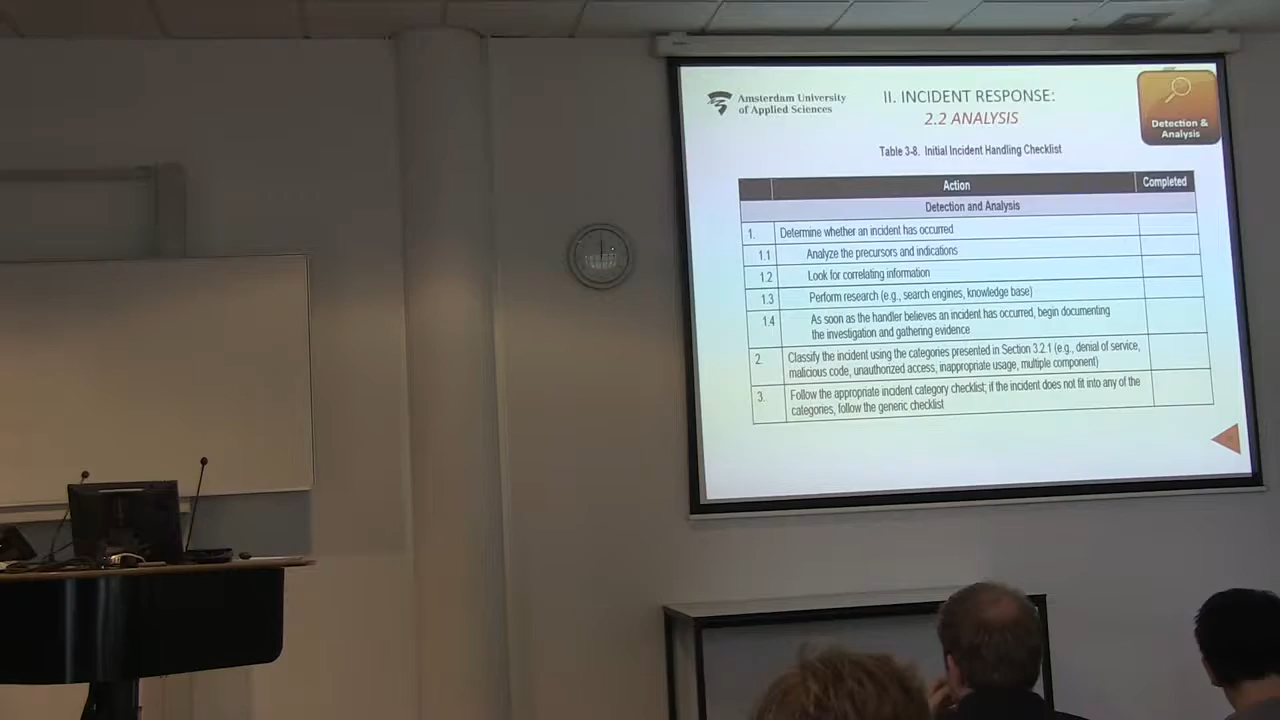 Amsterdam University
of Applied Sciences
II. INCIDENT RESPONSE:
2.2 ANALYSIS
Detection &
Analysis
Table 3-8. Initial Incident Handling Checklist
Action Completed
Detection and Analysis
1. Determine whether an incident has occurred
1.1 Analyze the precursors and indications
1.2 Look for correlating information
1.3 Perform research (e.g., search engines, knowledge base)
1.4 As soon as the handler believes an incident has occurred, begin documenting
the investigation and gathering evidence
2. Classify the incident using the categories presented in Section 3.2.1 (e.g., denial of service,
malicious code, unauthorized access, inappropriate usage, multiple component)
3. Follow the appropriate incident category checklist; if the incident does not fit into any of the
categories, follow the generic checklist